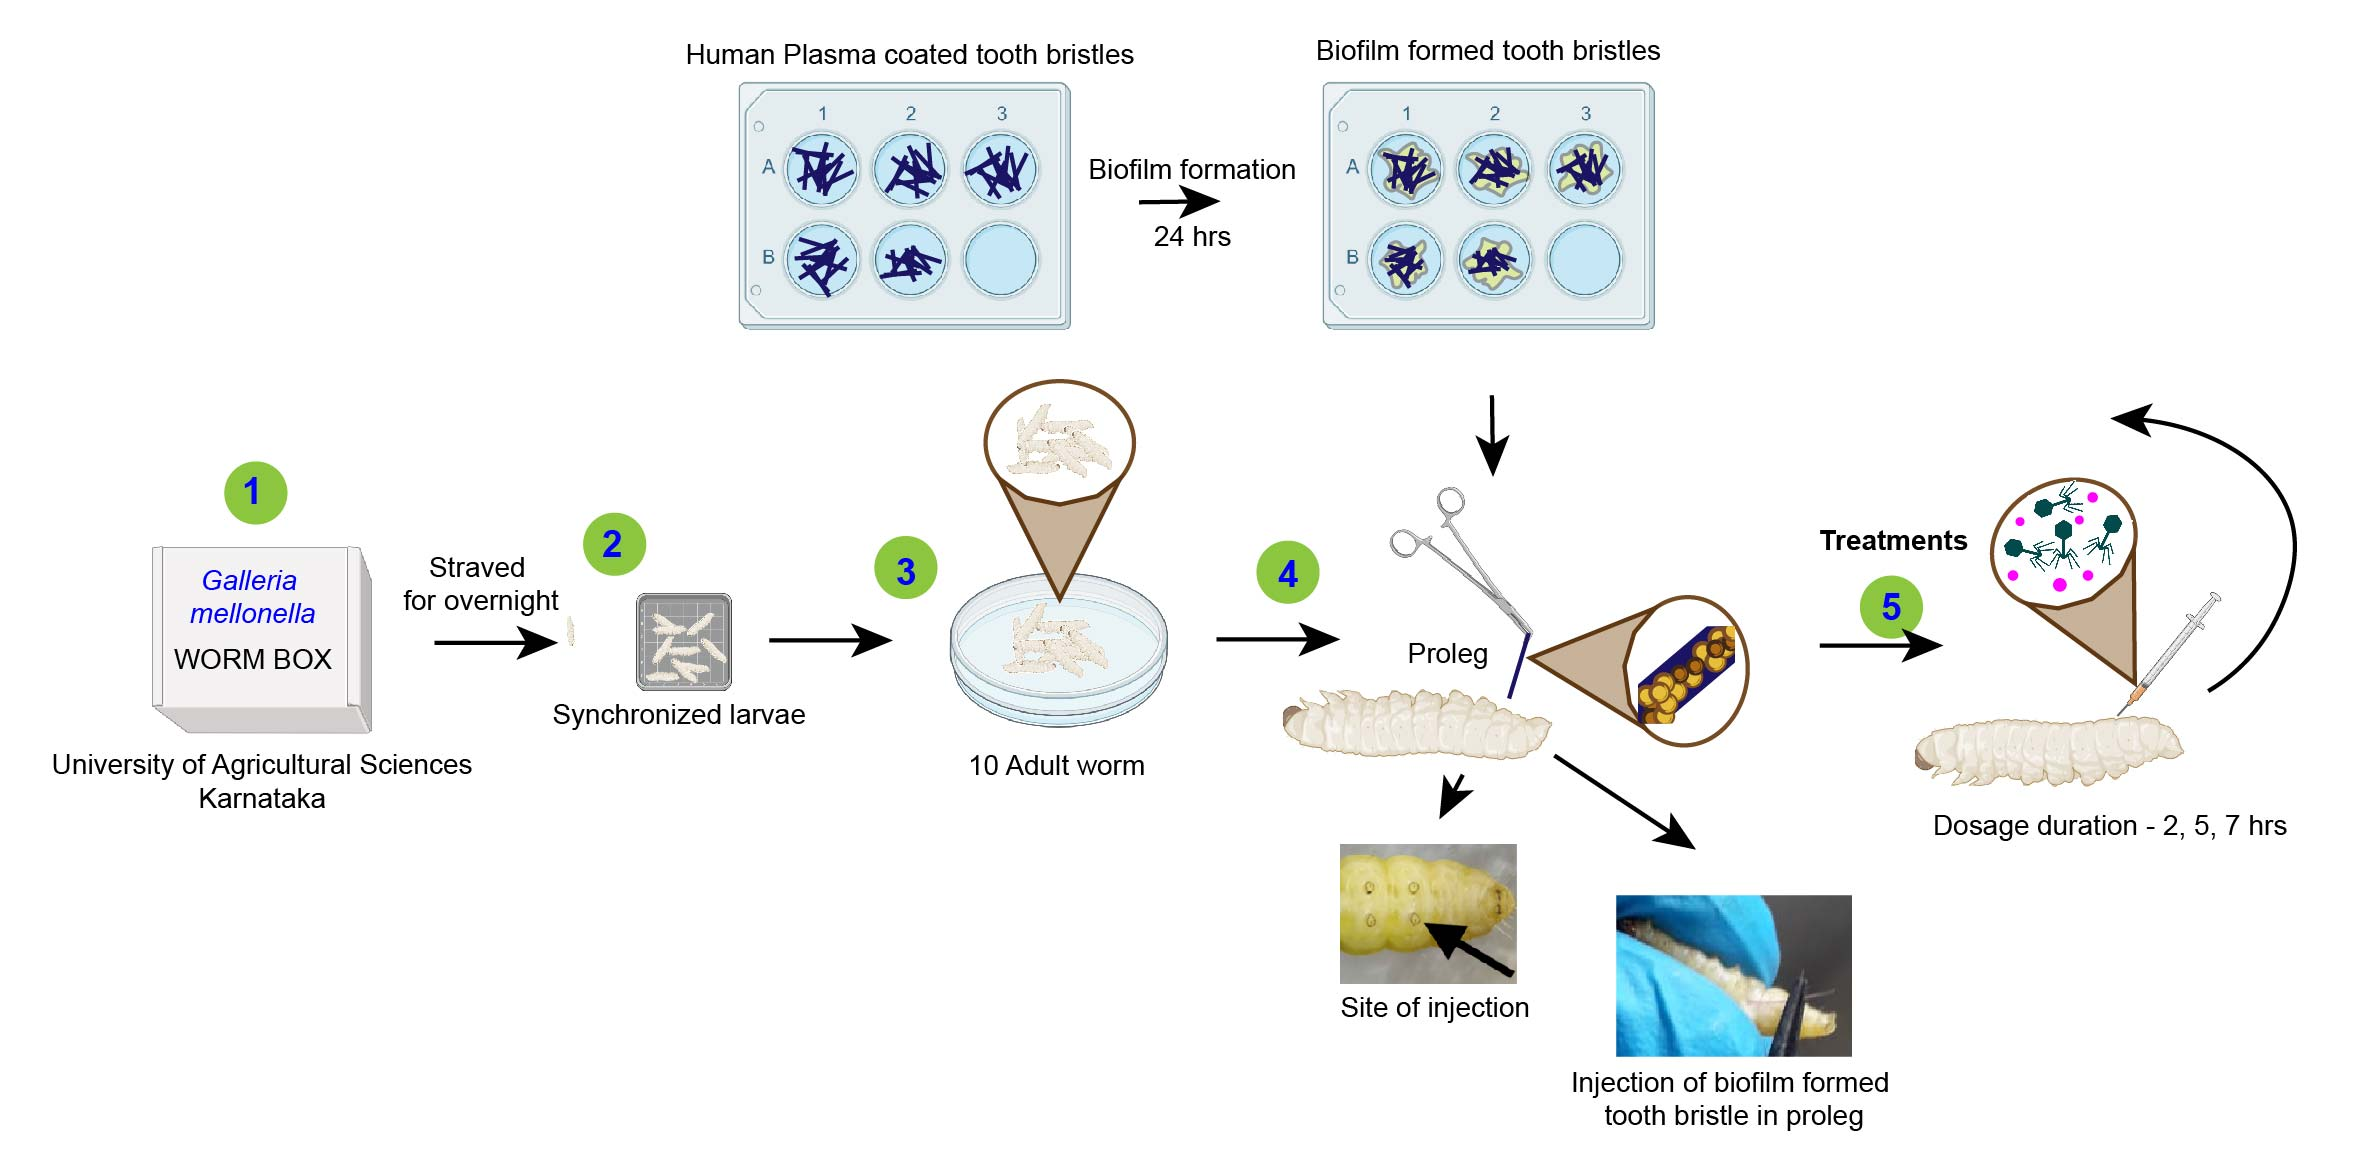 Human Plasma coated tooth bristles
1 2 3
A
B
Biofilm formation
24 hrs
Biofilm formed tooth bristles
1 2 3
A
B
1
Galleria
mellonella
WORM BOX
University of Agricultural Sciences
Karnataka
Straved
for overnight
2
Synchronized larvae
3
10 Adult worm
4
Proleg
Site of injection
Injection of biofilm formed
tooth bristle in proleg
Treatments
5
Dosage duration - 2, 5, 7 hrs